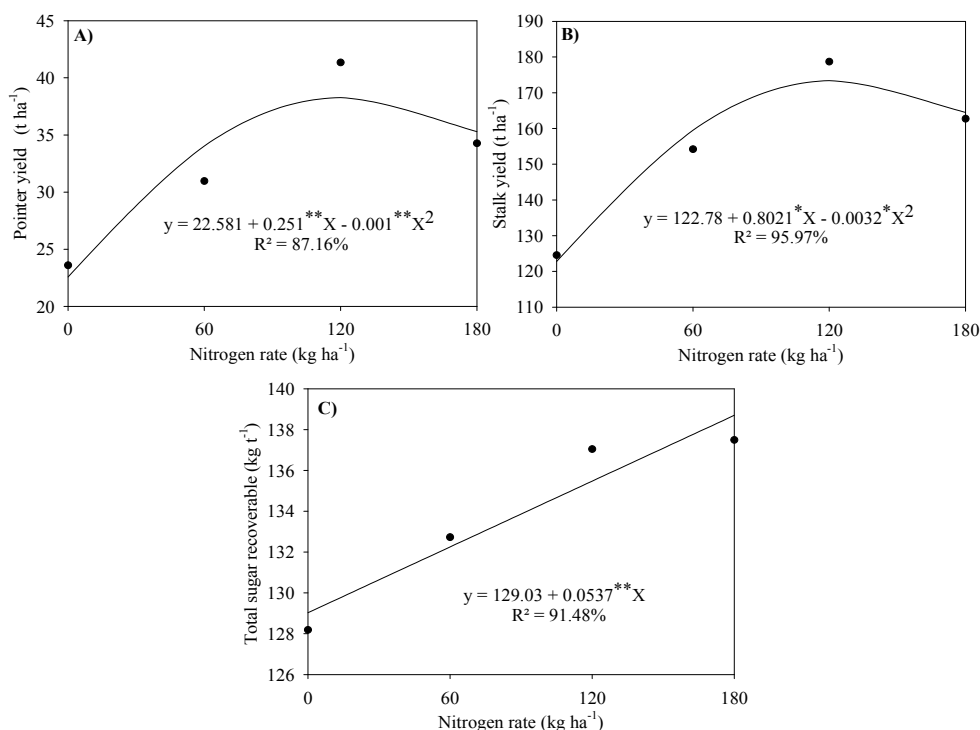 A)
45
40
35
30
25
20
Pointer yield (t ha⁻¹)
y = 22.581 + 0.251**X - 0.001**X²
R² = 87.16%
0 60 120 180
Nitrogen rate (kg ha⁻¹)
B)
190
180
170
160
150
140
130
120
110
Stalk yield (t ha⁻¹)
y = 122.78 + 0.8021*X - 0.0032*X²
R² = 95.97%
0 60 120 180
Nitrogen rate (kg ha⁻¹)
C)
140
138
136
134
132
130
128
126
Total sugar recoverable (kg t⁻¹)
y = 129.03 + 0.0537**X
R² = 91.48%
0 60 120 180
Nitrogen rate (kg ha⁻¹)